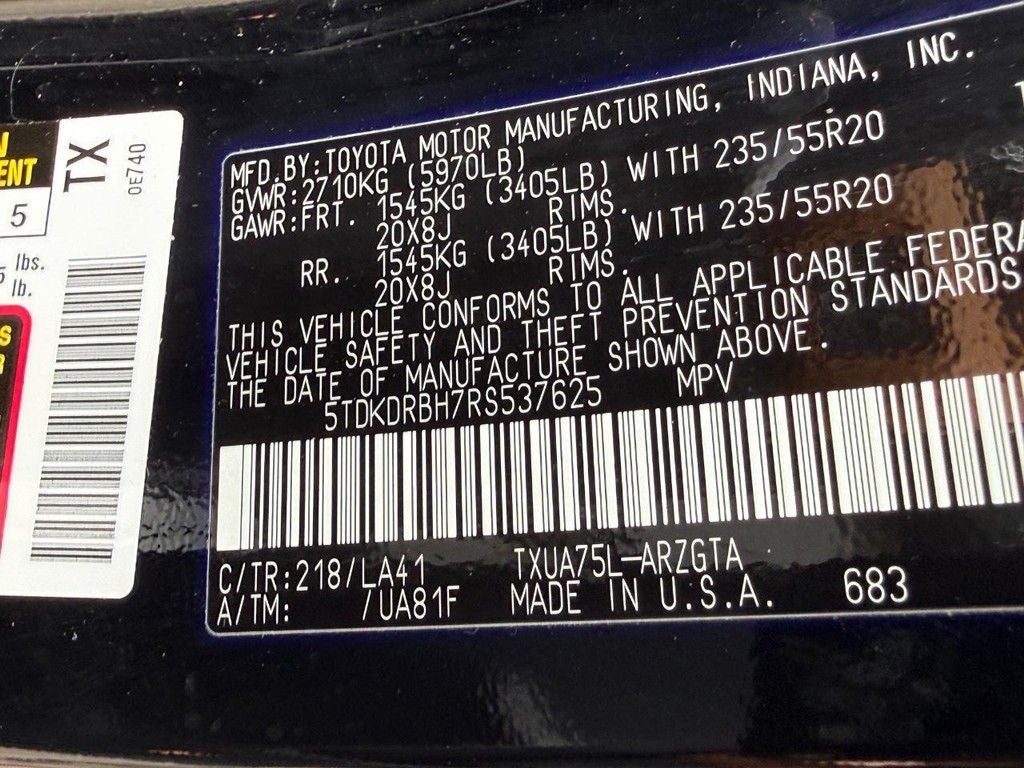 N
ENT
5
lbs.
lb.
S
R
TX
0E740
MFD.BY:TOYOTA MOTOR MANUFACTURING, INDIANA, INC.
GVWR:2710KG (5970LB)
GAWR:FRT. 1545KG (3405LB) WITH 235/55R20
20X8J RIMS.
RR. 1545KG (3405LB) WITH 235/55R20
20X8J RIMS.
THIS VEHICLE CONFORMS TO ALL APPLICABLE FEDERA
VEHICLE SAFETY AND THEFT PREVENTION STANDARDS
THE DATE OF MANUFACTURE SHOWN ABOVE.
5TDKDRBH7RS537625 MPV
C/TR:218/LA41 TXUA75L-ARZGTA
A/TM: /UA81F MADE IN U.S.A. 683